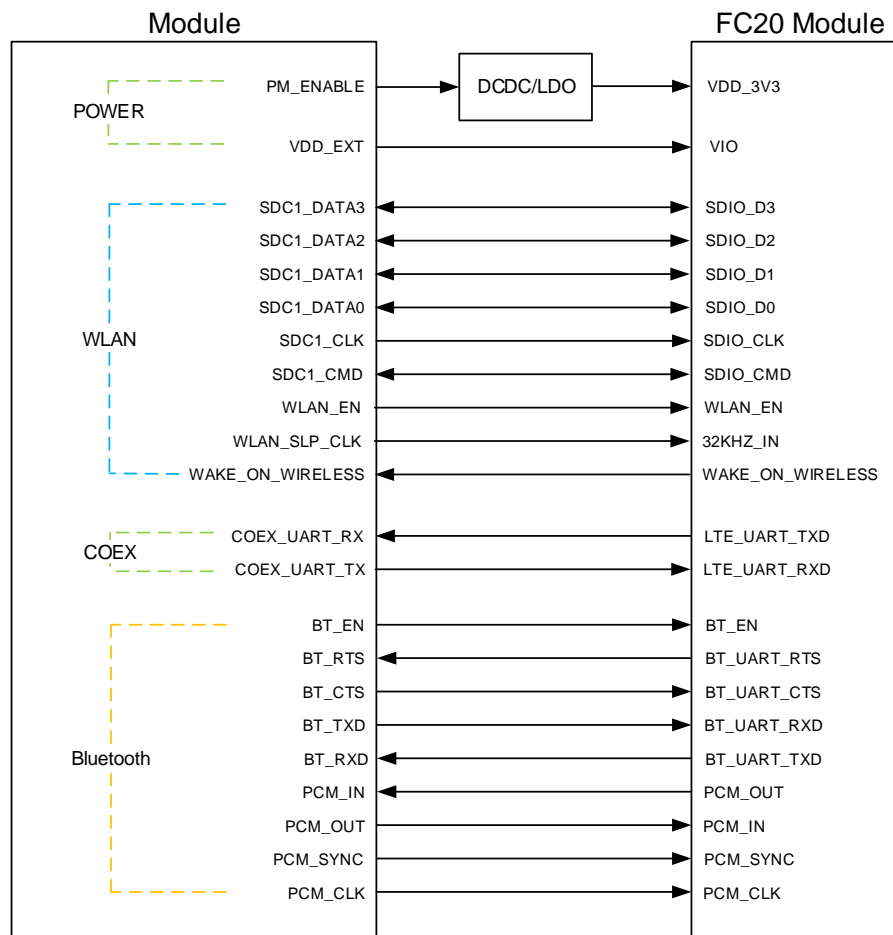 Module FC20 Module
PM_ENABLE DCDC/LDO VDD_3V3
POWER
VDD_EXT VIO
SDC1_DATA3 SDIO_D3
SDC1_DATA2 SDIO_D2
SDC1_DATA1 SDIO_D1
SDC1_DATA0 SDIO_D0
WLAN SDC1_CLK SDIO_CLK
SDC1_CMD SDIO_CMD
WLAN_EN WLAN_EN
WLAN_SLP_CLK 32KHZ_IN
WAKE_ON_WIRELESS WAKE_ON_WIRELESS
COEX_UART_RX LTE_UART_TXD
COEX
COEX_UART_TX LTE_UART_RXD
BT_EN BT_EN
BT_RTS BT_UART_RTS
BT_CTS BT_UART_CTS
BT_TXD BT_UART_RXD
Bluetooth BT_RXD BT_UART_TXD
PCM_IN PCM_OUT
PCM_OUT PCM_IN
PCM_SYNC PCM_SYNC
PCM_CLK PCM_CLK